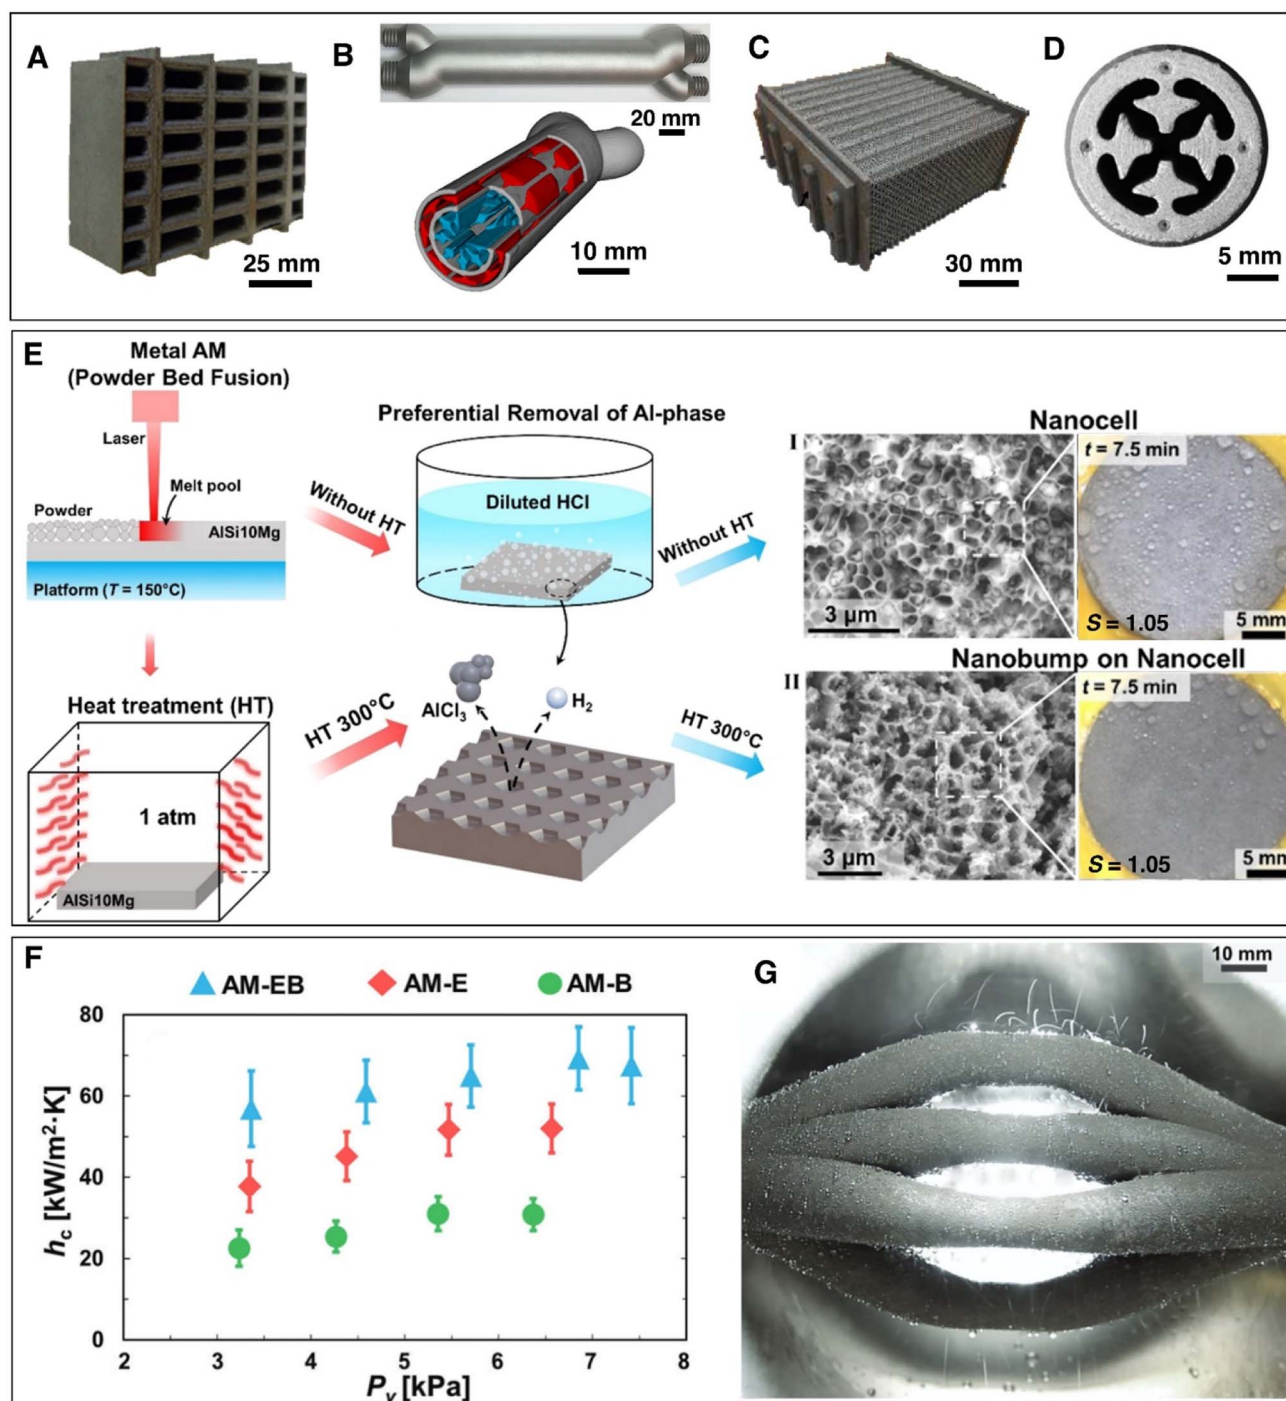 A
25 mm
B
20 mm
10 mm
C
30 mm
D
5 mm
E
Metal AM
(Powder Bed Fusion)
Laser
Melt pool
Powder
AlSi10Mg
Platform (T = 150°C)
Without HT
Preferential Removal of Al-phase
Diluted HCl
Without HT
Heat treatment (HT)
1 atm
AlSi10Mg
HT 300°C
AlCl₃
H₂
HT 300°C
Nanocell
I
t = 7.5 min
3 μm
S = 1.05
5 mm
Nanobump on Nanocell
II
t = 7.5 min
3 μm
S = 1.05
5 mm
F
AM-EB
AM-E
AM-B
80
60
40
20
0
h_c [kW/m²·K]
2
3
4
5
6
7
8
P_v [kPa]
G
10 mm